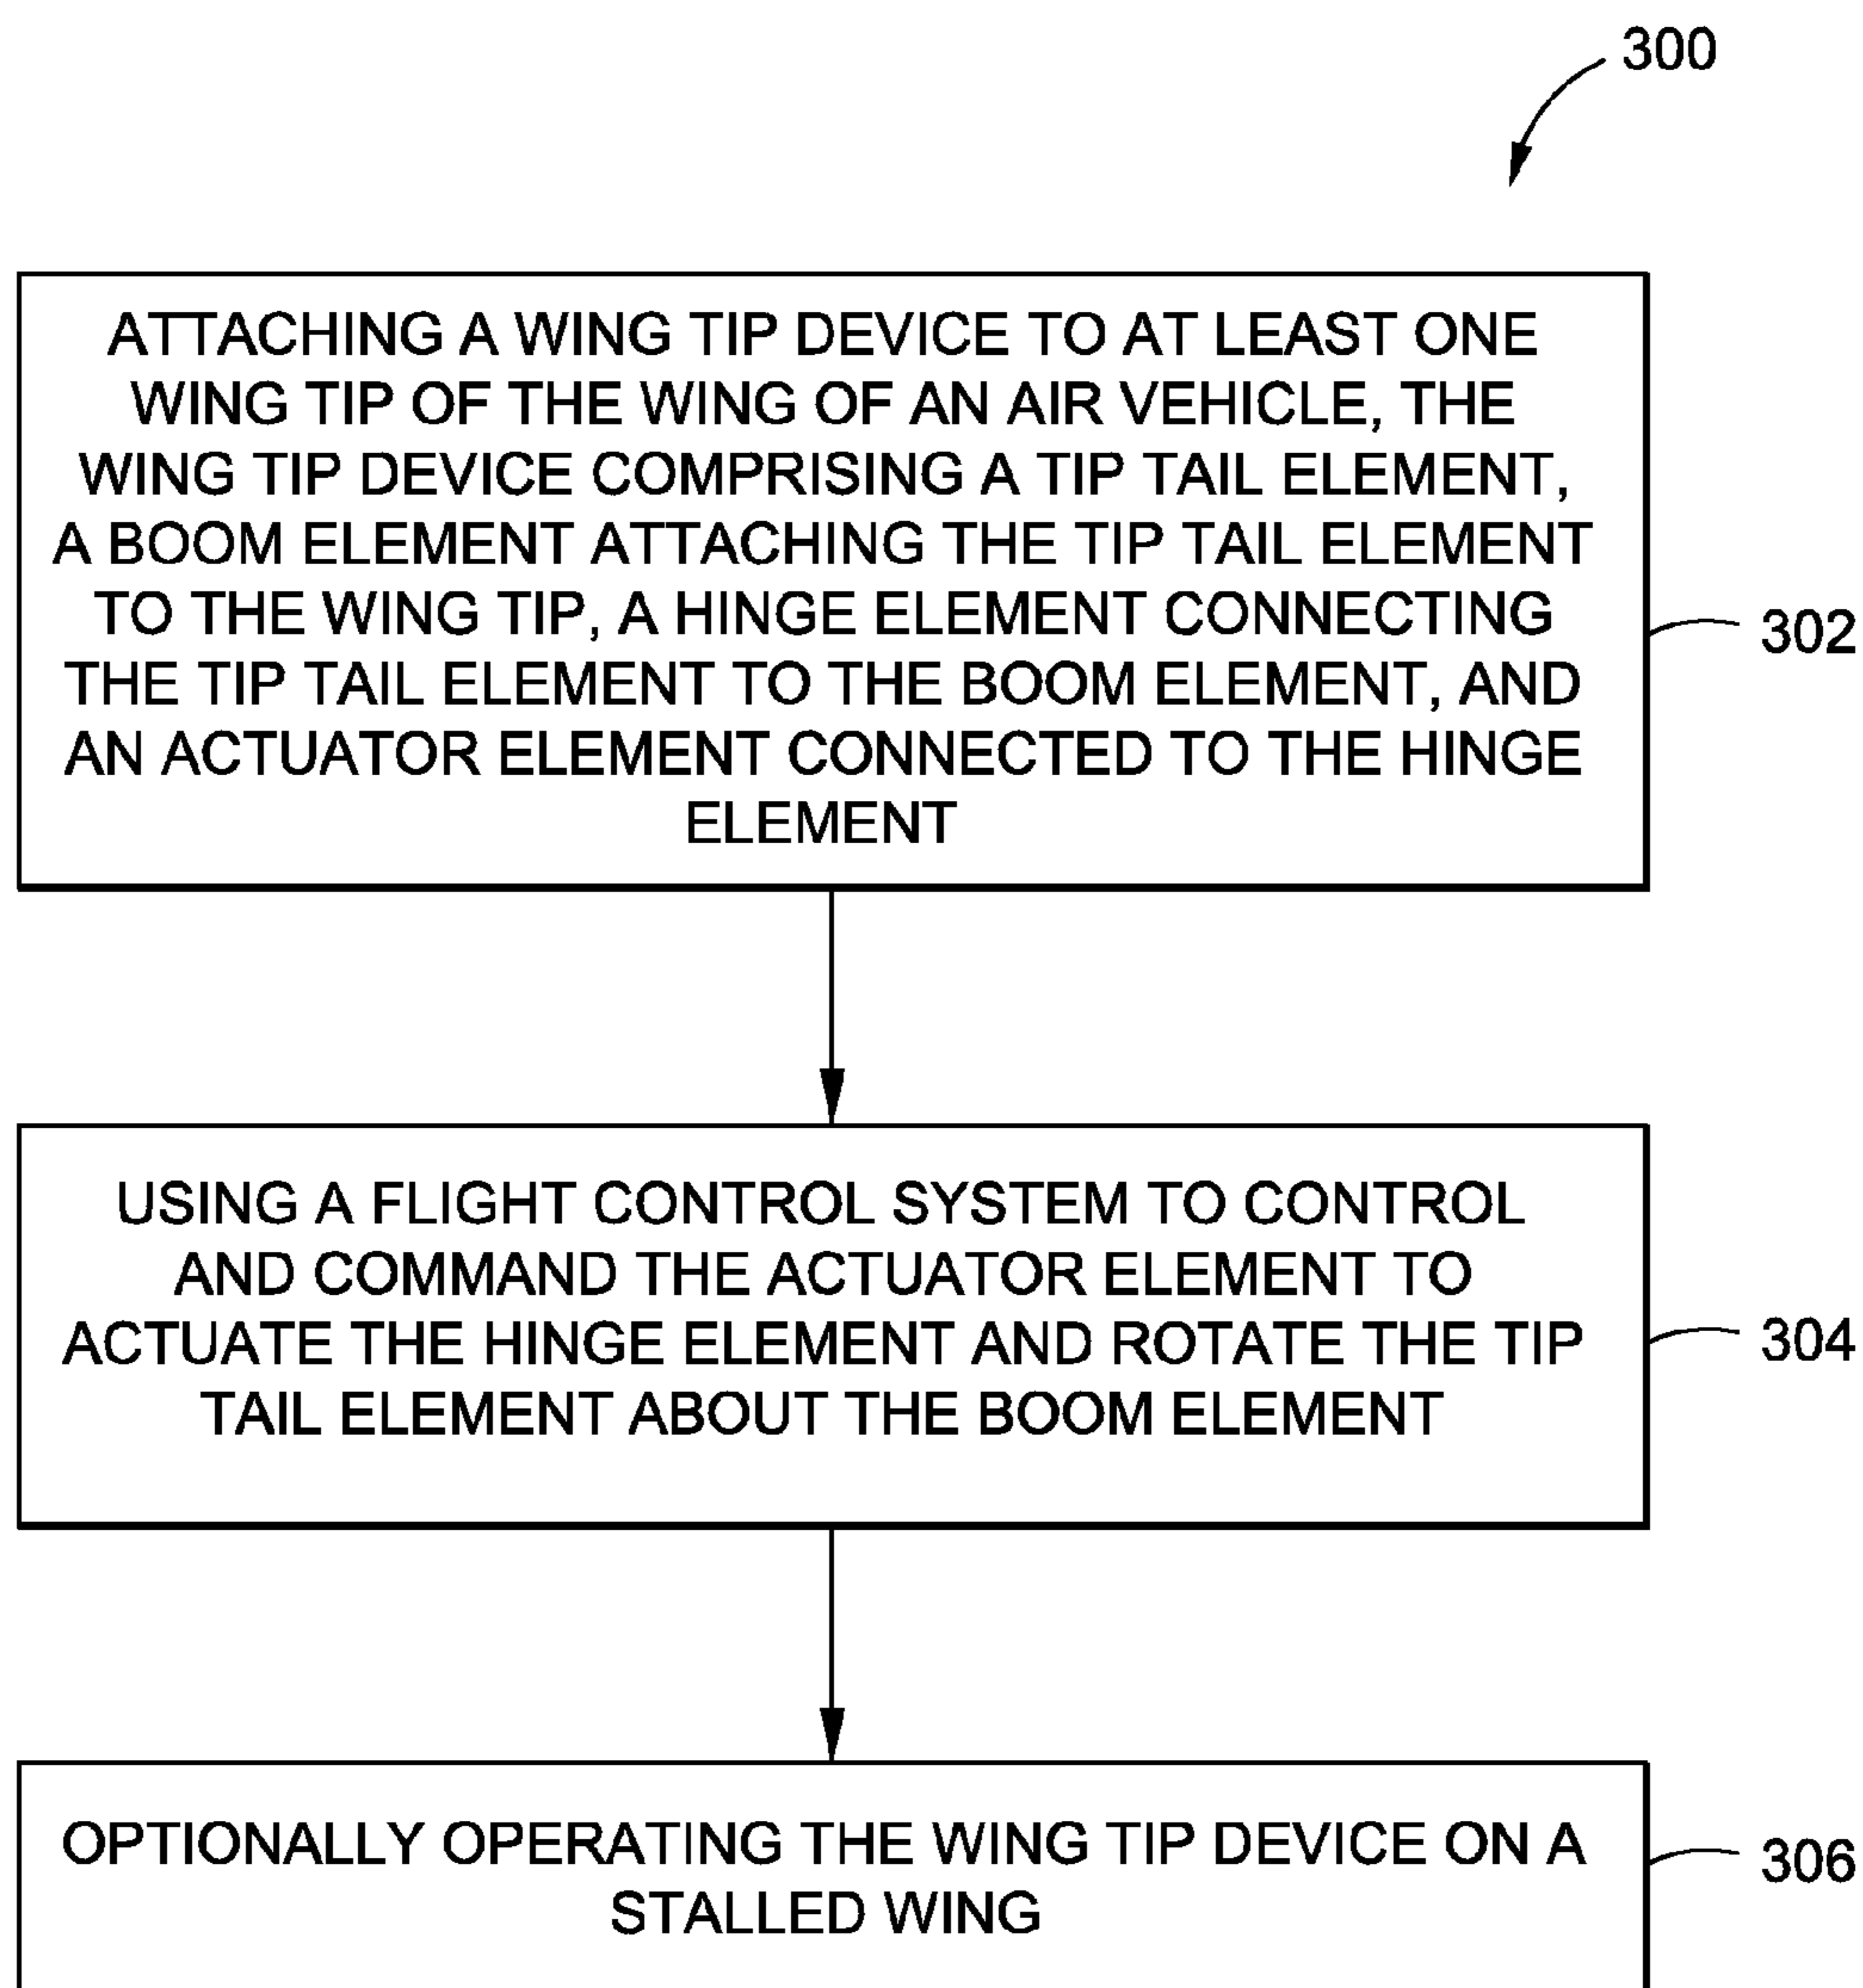 300
ATTACHING A WING TIP DEVICE TO AT LEAST ONE
WING TIP OF THE WING OF AN AIR VEHICLE, THE
WING TIP DEVICE COMPRISING A TIP TAIL ELEMENT,
A BOOM ELEMENT ATTACHING THE TIP TAIL ELEMENT
TO THE WING TIP, A HINGE ELEMENT CONNECTING
THE TIP TAIL ELEMENT TO THE BOOM ELEMENT, AND
AN ACTUATOR ELEMENT CONNECTED TO THE HINGE
ELEMENT
302
USING A FLIGHT CONTROL SYSTEM TO CONTROL
AND COMMAND THE ACTUATOR ELEMENT TO
ACTUATE THE HINGE ELEMENT AND ROTATE THE TIP
TAIL ELEMENT ABOUT THE BOOM ELEMENT
304
OPTIONALLY OPERATING THE WING TIP DEVICE ON A
STALLED WING
306